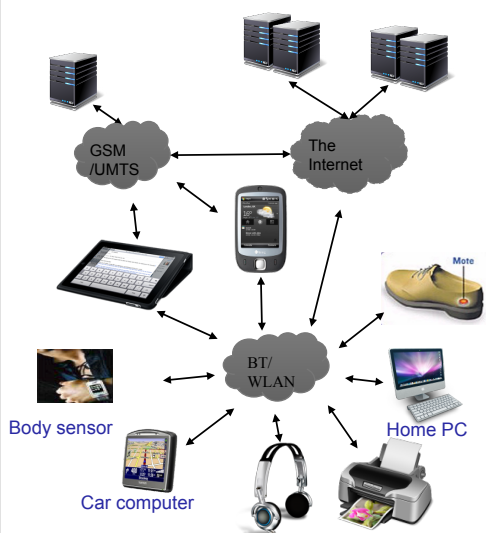 GSM
/UMTS
The
Internet
Mote
BT/
WLAN
Body sensor
Home PC
Car computer